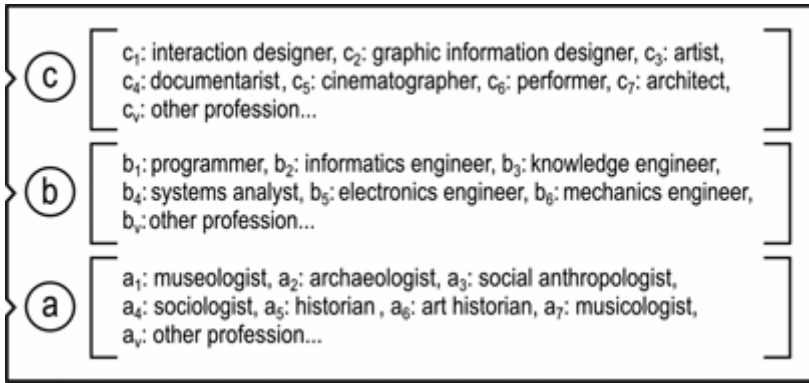 c
c₁: interaction designer, c₂: graphic information designer, c₃: artist,
c₄: documentarist, c₅: cinematographer, c₆: performer, c₇: architect,
cᵥ: other profession...
b
b₁: programmer, b₂: informatics engineer, b₃: knowledge engineer,
b₄: systems analyst, b₅: electronics engineer, b₆: mechanics engineer,
bᵥ: other profession...
a
a₁: museologist, a₂: archaeologist, a₃: social anthropologist,
a₄: sociologist, a₅: historian , a₆: art historian, a₇: musicologist,
aᵥ: other profession...